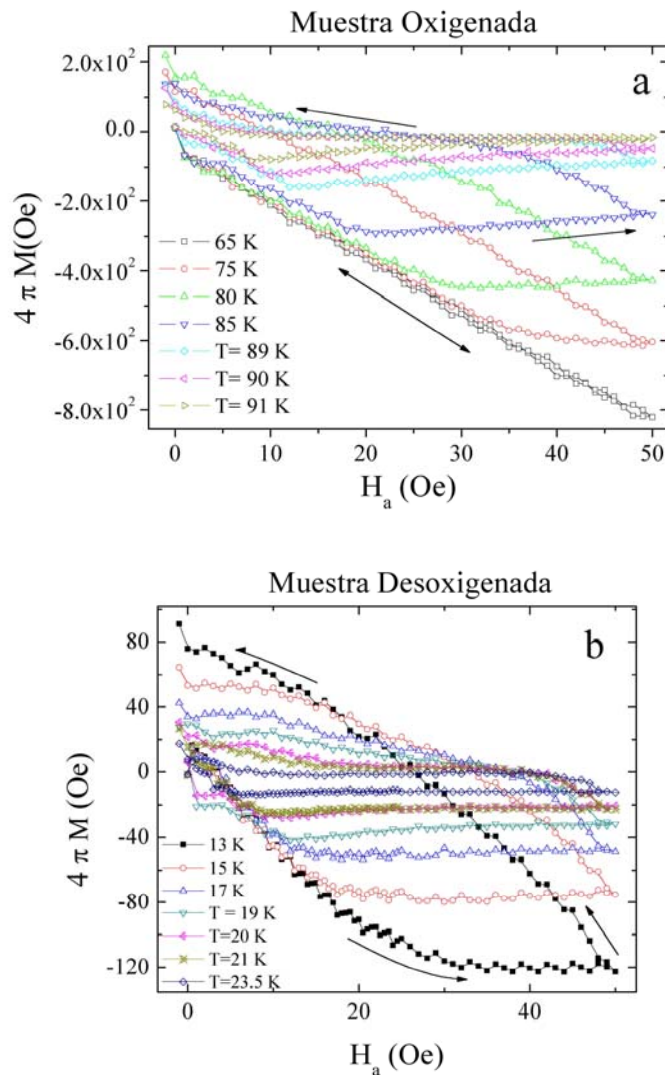 Muestra Oxigenada
a
2.0x10²
0.0
-2.0x10²
-4.0x10²
-6.0x10²
-8.0x10²
4 π M(Oe)
65 K
75 K
80 K
85 K
T= 89 K
T= 90 K
T= 91 K
0 10 20 30 40 50
Hₐ (Oe)
Muestra Desoxigenada
b
80
40
0
-40
-80
-120
4 π M (Oe)
13 K
15 K
17 K
T = 19 K
T=20 K
T=21 K
T=23.5 K
0 20 40
Hₐ (Oe)